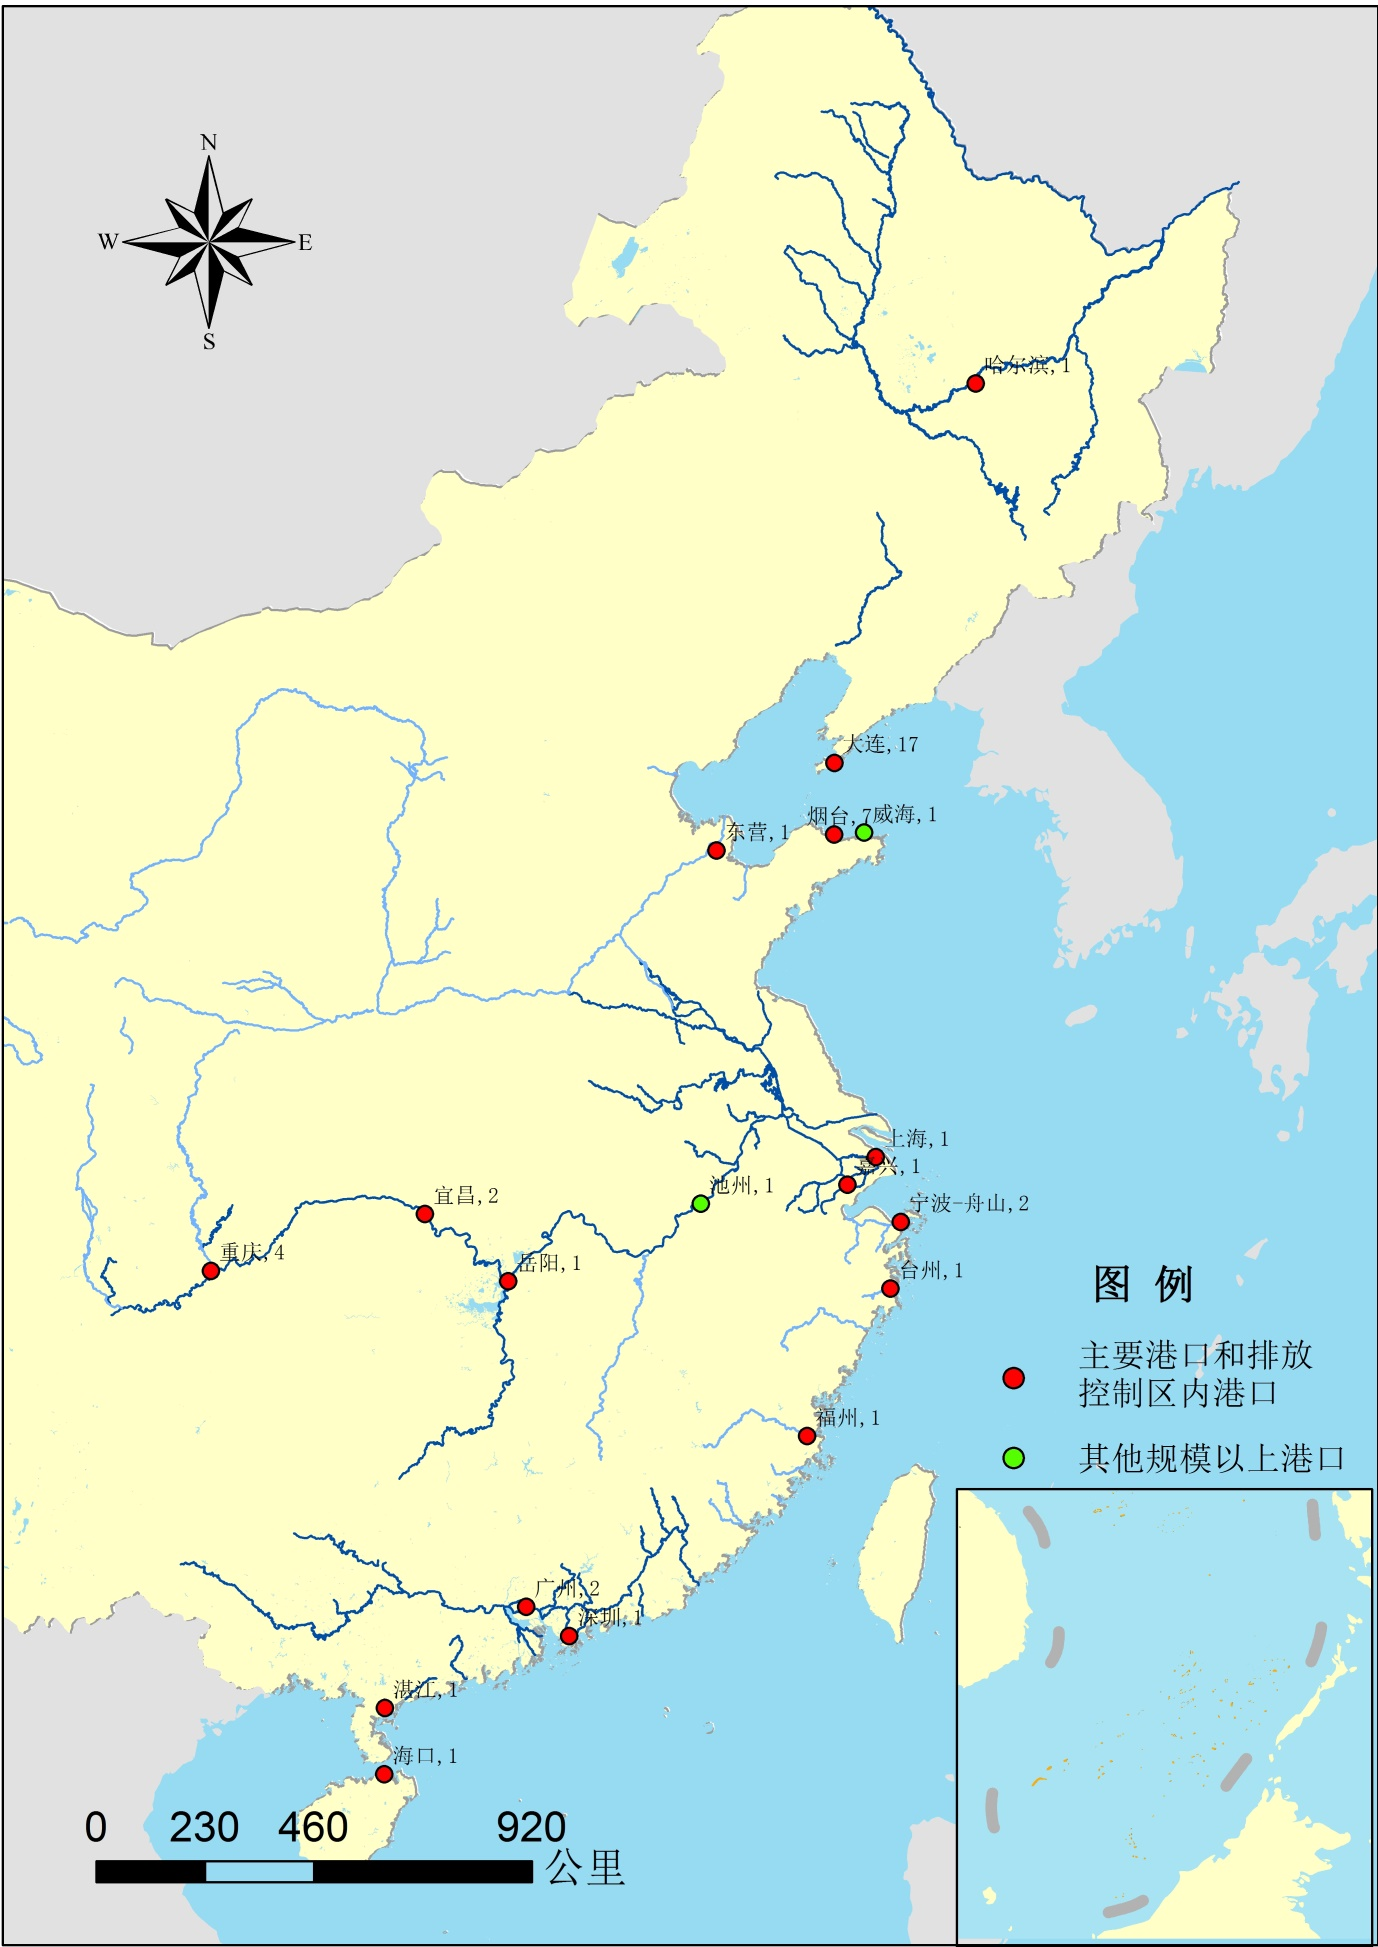 N
W
E
S
哈尔滨,1
大连,17
烟台,7
威海,1
东营,1
上海,1
嘉兴,1
池州,1
宜昌,2
宁波-舟山,2
重庆,4
岳阳,1
台州,1
图 例
主要港口和排放
控制区内港口
福州,1
其他规模以上港口
广州,2
深圳,1
湛江,1
海口,1
0 230 460 920
公里